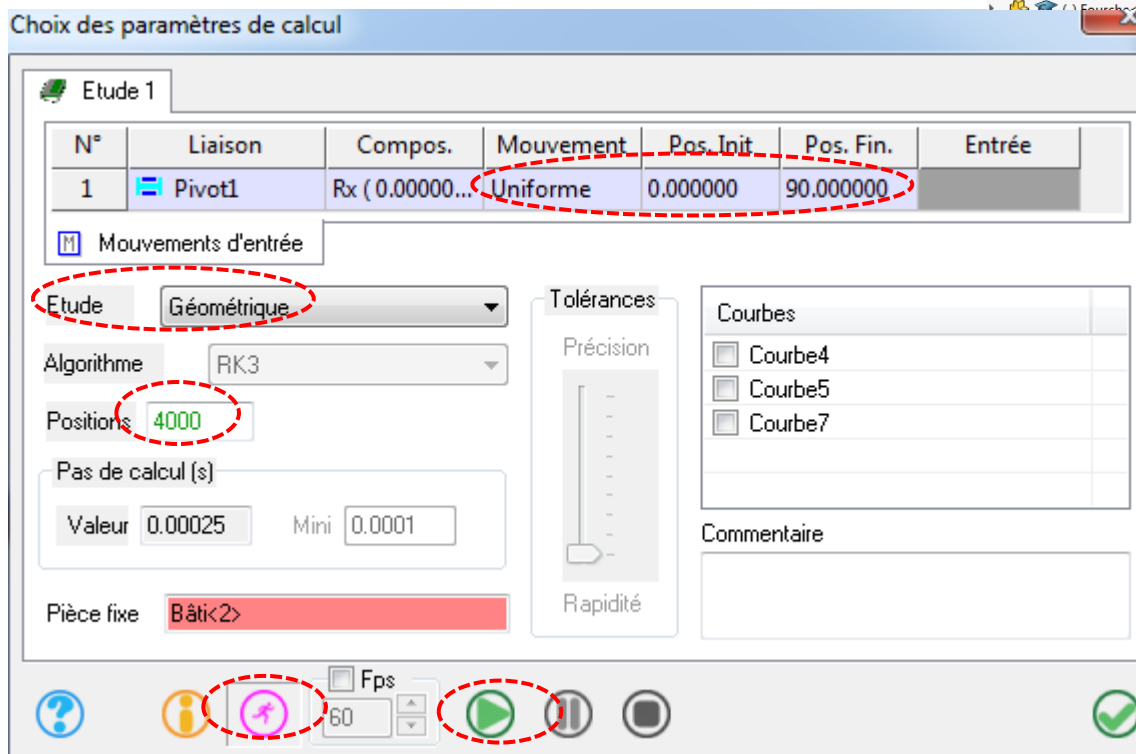 ( ) Fourche
Choix des paramètres de calcul
Etude 1
N° Liaison Compos. Mouvement Pos. Init Pos. Fin. Entrée
1 Pivot1 Rx ( 0.00000... Uniforme 0.000000 90.000000
M Mouvements d'entrée
Etude Géométrique
Algorithme RK3
Positions 4000
Pas de calcul (s)
Valeur 0.00025 Mini 0.0001
Pièce fixe Bâti<2>
Tolérances
Précision
Rapidité
Courbes
Courbe4
Courbe5
Courbe7
Commentaire
Fps
60